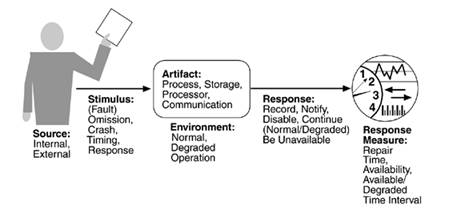 Source:
Internal,
External
Stimulus:
(Fault)
Omission,
Crash,
Timing,
Response
Artifact:
Process, Storage,
Processor,
Communication
Environment:
Normal,
Degraded
Operation
Response:
Record, Notify,
Disable, Continue
(Normal/Degraded)
Be Unavailable
1
2
3
4
Response
Measure:
Repair
Time,
Availability,
Available/
Degraded
Time Interval